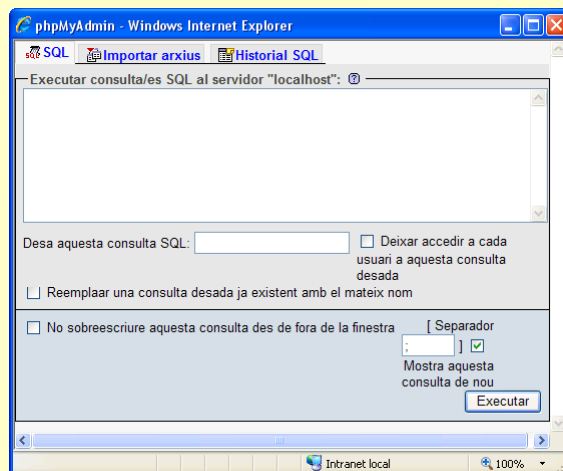 phpMyAdmin - Windows Internet Explorer
SQL Importar arxius Historial SQL
Executar consulta/es SQL al servidor "localhost":
Desa aquesta consulta SQL:
Deixar accedir a cada
usuari a aquesta consulta
desada
Reemplaar una consulta desada ja existent amb el mateix nom
No sobreescriure aquesta consulta des de fora de la finestra
[ Separador
; ]
Mostra aquesta
consulta de nou
Executar
Intranet local 100%